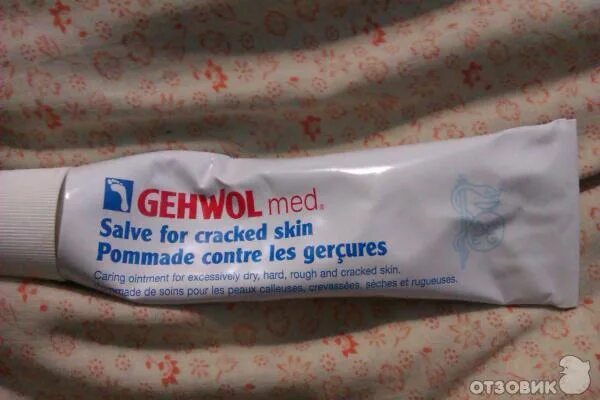 GEHWOL med®
Salve for cracked skin
Pommade contre les gerçures
Caring ointment for excessively dry, hard, rough and cracked skin.
de soins pour les peaux calleuses, crevassées, sèches et rugueuses.
ОТЗОВИК